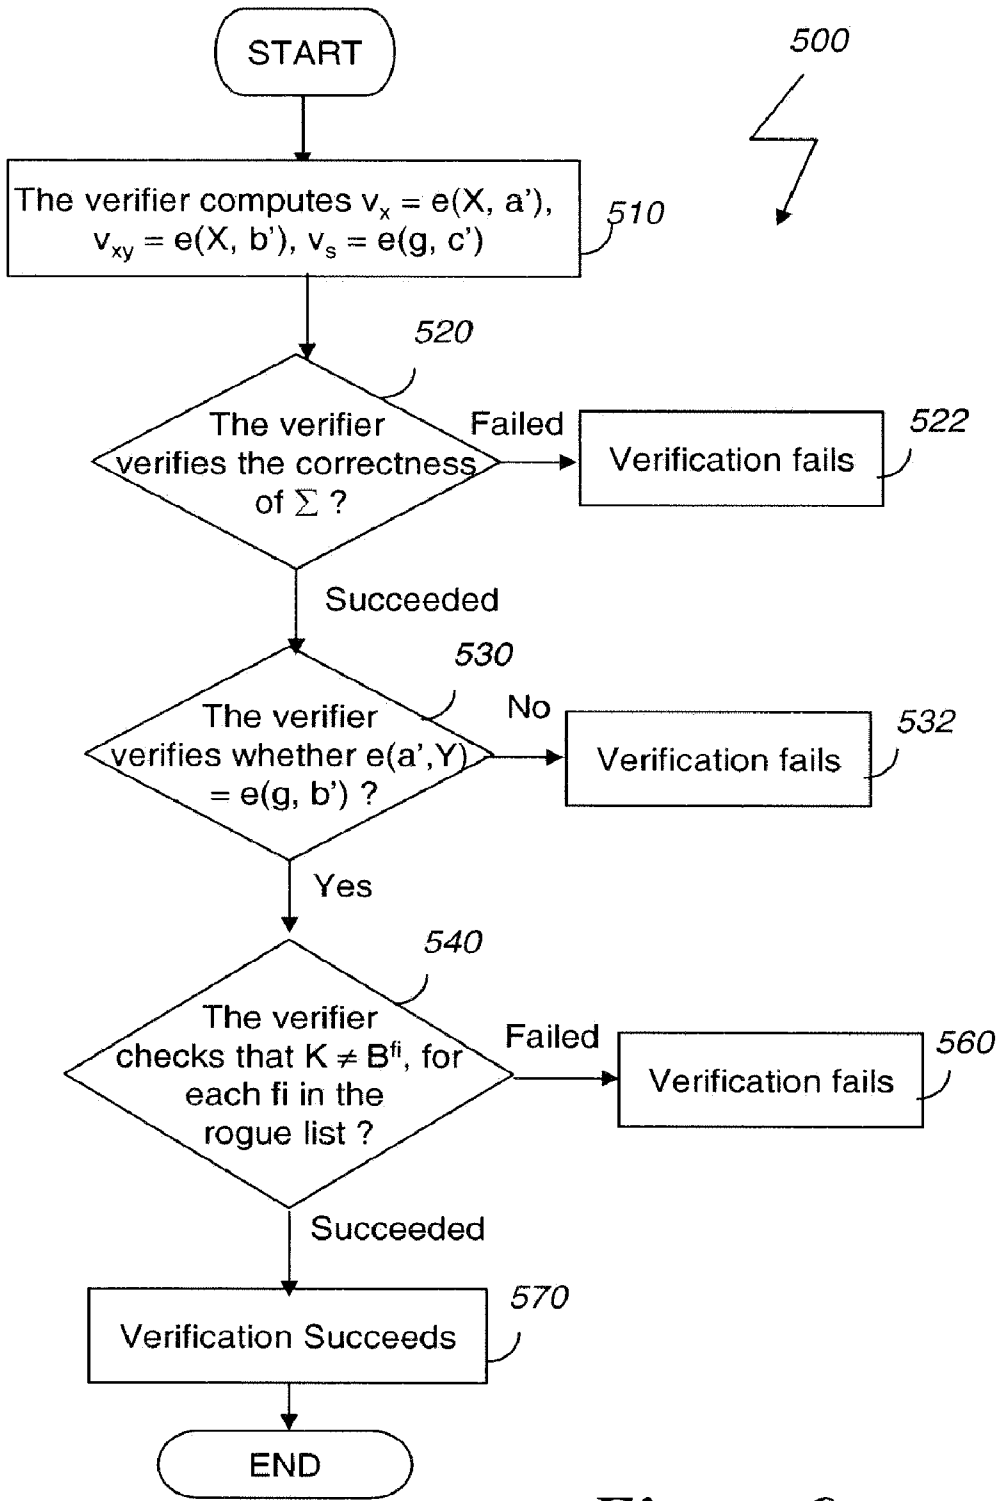 START
500
The verifier computes vx = e(X, a’),
vxy = e(X, b’), vs = e(g, c’)
510
520
The verifier
verifies the correctness
of ∑ ?
Failed
Verification fails
522
Succeeded
530
The verifier
verifies whether e(a’,Y)
= e(g, b’) ?
No
Verification fails
532
Yes
540
The verifier
checks that K ≠ B^fi, for
each fi in the
rogue list ?
Failed
Verification fails
560
Succeeded
570
Verification Succeeds
END